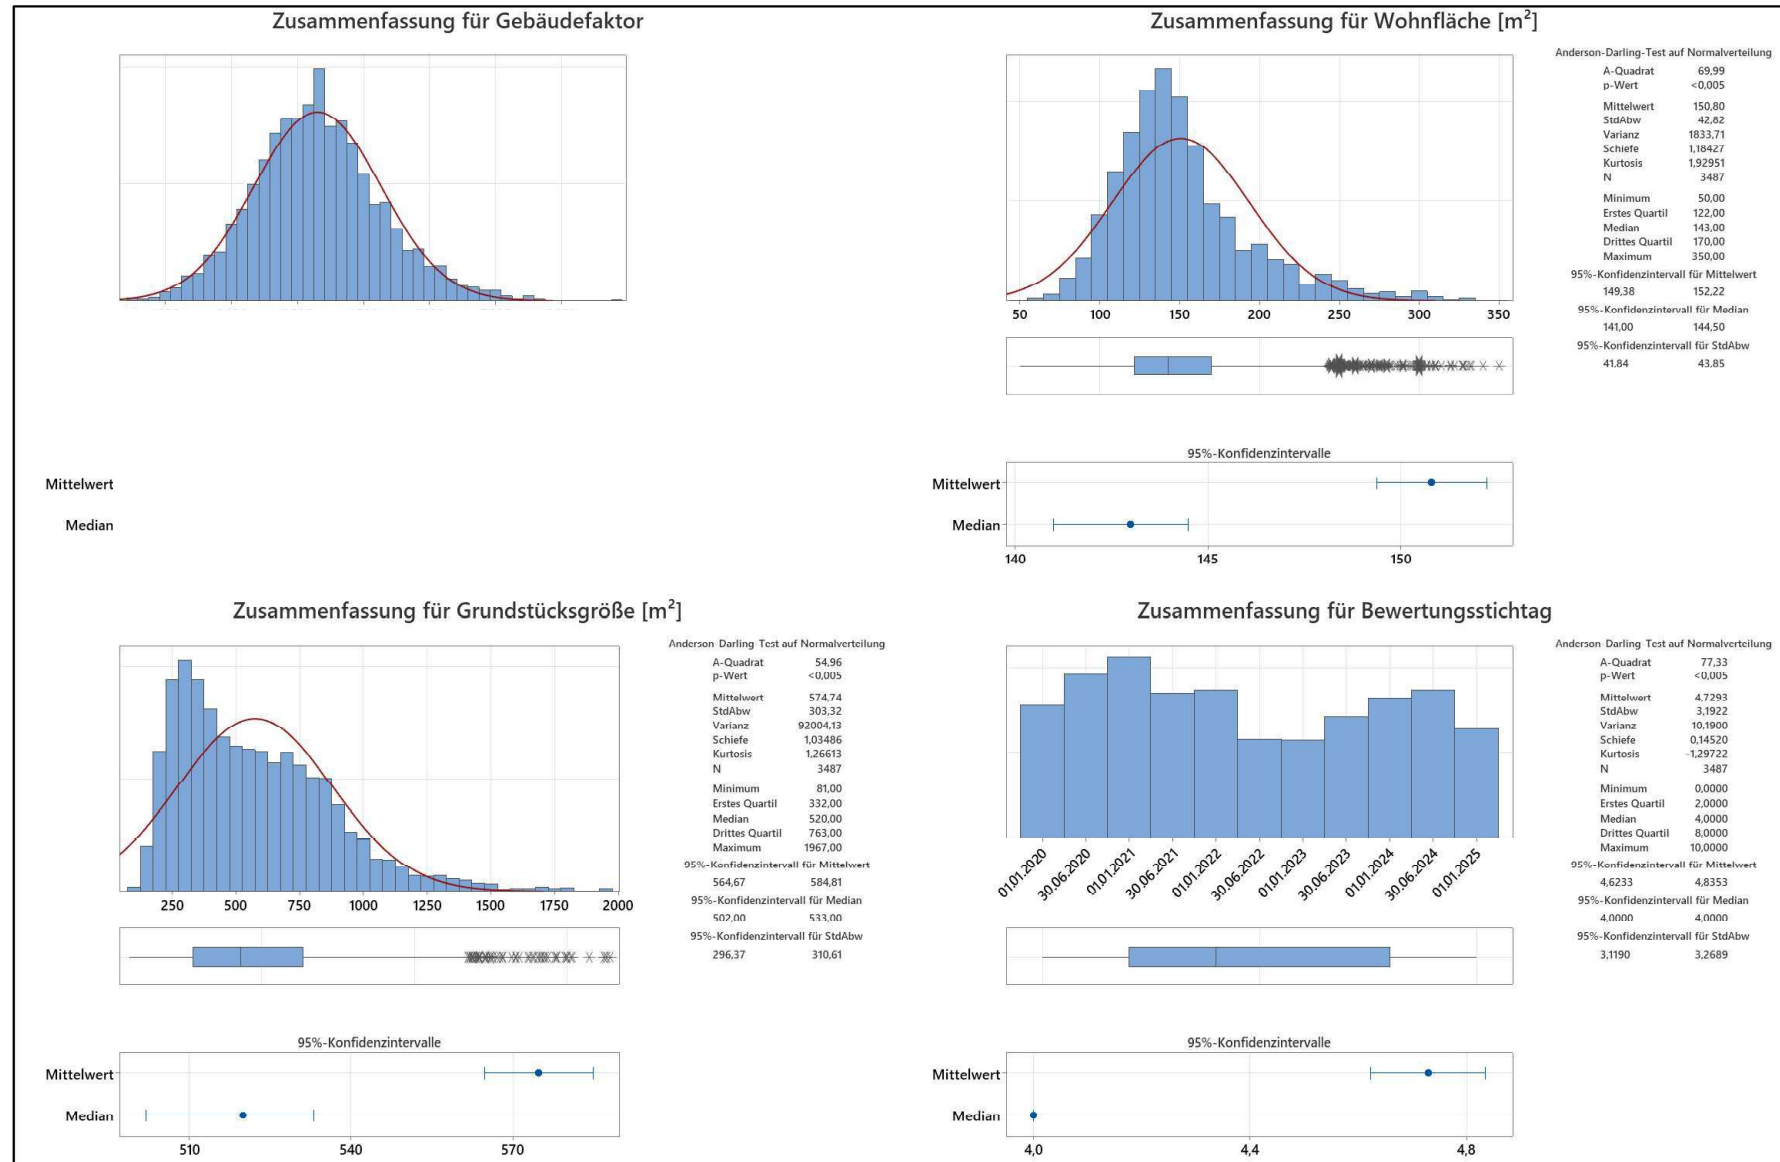 Zusammenfassung für Gebäudefaktor
Mittelwert
Median
Zusammenfassung für Wohnfläche [m²]
Anderson-Darling-Test auf Normalverteilung
A-Quadrat 69,99
p-Wert <0,005
Mittelwert 150,80
StdAbw 42,82
Varianz 1833,71
Schiefe 1,18427
Kurtosis 1,92951
N 3487
Minimum 50,00
Erstes Quartil 122,00
Median 143,00
Drittes Quartil 170,00
Maximum 350,00
95%-Konfidenzintervall für Mittelwert
149,38 152,22
95%-Konfidenzintervall für Median
141,00 144,50
95%-Konfidenzintervall für StdAbw
41,84 43,85
50 100 150 200 250 300 350
95%-Konfidenzintervalle
Mittelwert
Median
140 145 150
Zusammenfassung für Grundstücksgröße [m²]
Anderson-Darling-Test auf Normalverteilung
A-Quadrat 54,96
p-Wert <0,005
Mittelwert 574,74
StdAbw 303,32
Varianz 92004,13
Schiefe 1,03486
Kurtosis 1,26613
N 3487
Minimum 81,00
Erstes Quartil 332,00
Median 520,00
Drittes Quartil 763,00
Maximum 1967,00
95%-Konfidenzintervall für Mittelwert
564,67 584,81
95%-Konfidenzintervall für Median
502,00 533,00
95%-Konfidenzintervall für StdAbw
296,37 310,61
250 500 750 1000 1250 1500 1750 2000
95%-Konfidenzintervalle
Mittelwert
Median
510 540 570
Zusammenfassung für Bewertungsstichtag
Anderson-Darling-Test auf Normalverteilung
A-Quadrat 77,33
p-Wert <0,005
Mittelwert 4,7293
StdAbw 3,1922
Varianz 10,1900
Schiefe 0,14520
Kurtosis -1,29722
N 3487
Minimum 0,0000
Erstes Quartil 2,0000
Median 4,0000
Drittes Quartil 8,0000
Maximum 10,0000
95%-Konfidenzintervall für Mittelwert
4,6233 4,8353
95%-Konfidenzintervall für Median
4,0000 4,0000
95%-Konfidenzintervall für StdAbw
3,1190 3,2689
01.01.2020 30.06.2020 01.01.2021 30.06.2021 01.01.2022 30.06.2022 01.01.2023 30.06.2023 01.01.2024 30.06.2024 01.01.2025
95%-Konfidenzintervalle
Mittelwert
Median
4,0 4,4 4,8